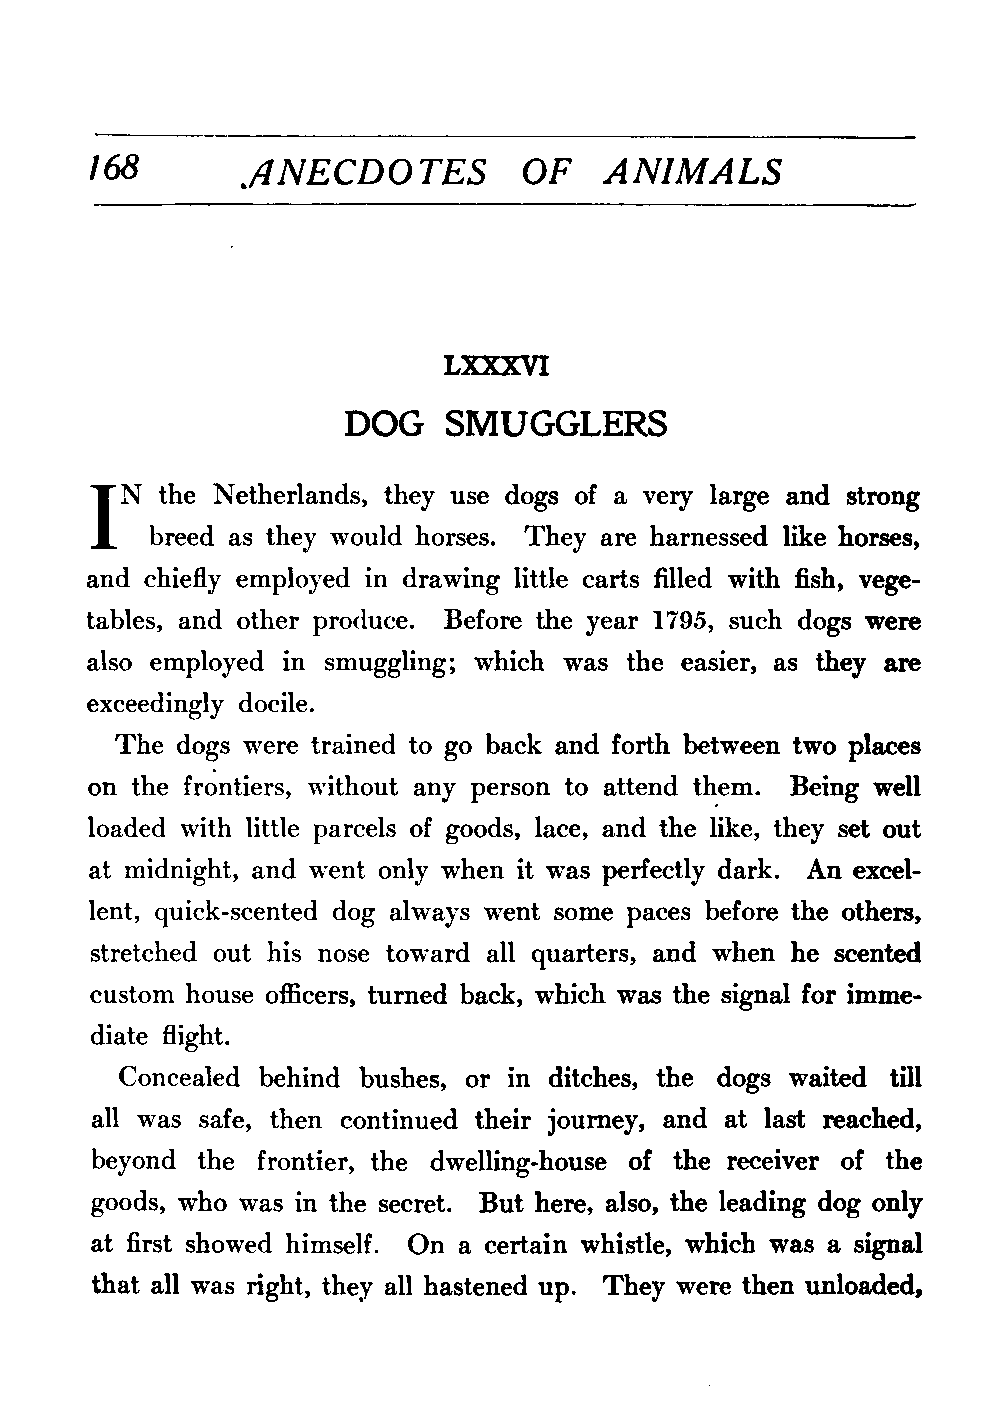 168 ANECDOTES OF ANIMALS
LXXXVI
DOG SMUGGLERS
IN the Netherlands, they use dogs of a very large and strong
breed as they would horses. They are harnessed like horses,
and chiefly employed in drawing little carts filled with fish, vege-
tables, and other produce. Before the year 1795, such dogs were
also employed in smuggling; which was the easier, as they are
exceedingly docile.
The dogs were trained to go back and forth between two places
on the frontiers, without any person to attend them. Being well
loaded with little parcels of goods, lace, and the like, they set out
at midnight, and went only when it was perfectly dark. An excel-
lent, quick-scented dog always went some paces before the others,
stretched out his nose toward all quarters, and when he scented
custom house officers, turned back, which was the signal for imme-
diate flight.
Concealed behind bushes, or in ditches, the dogs waited till
all was safe, then continued their journey, and at last reached,
beyond the frontier, the dwelling-house of the receiver of the
goods, who was in the secret. But here, also, the leading dog only
at first showed himself. On a certain whistle, which was a signal
that all was right, they all hastened up. They were then unloaded,